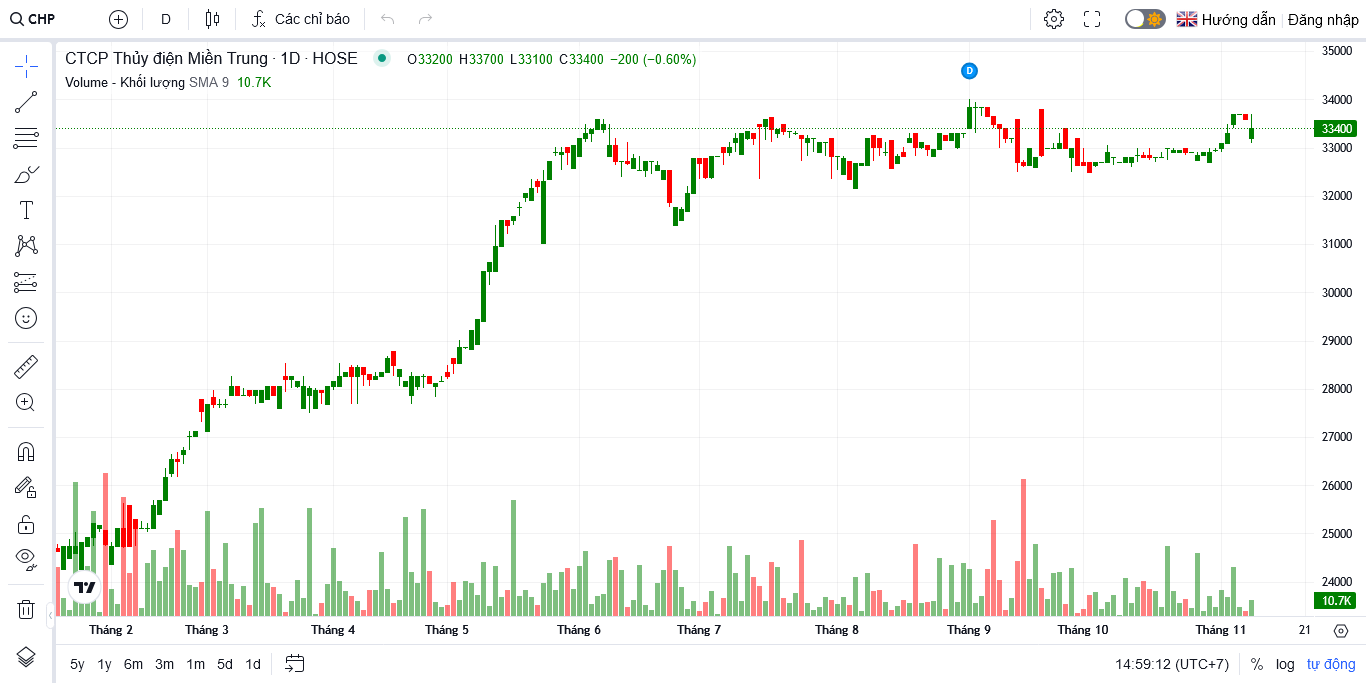 CHP D Các chỉ báo Hướng dẫn Đăng nhập
CTCP Thủy điện Miền Trung · 1D · HOSE O33200 H33700 L33100 C33400 −200 (−0.60%)
Volume - Khối lượng SMA 9 10.7K
D
35000
34000
33400
33000
32000
31000
30000
29000
28000
27000
26000
25000
24000
10.7K
Tháng 2 Tháng 3 Tháng 4 Tháng 5 Tháng 6 Tháng 7 Tháng 8 Tháng 9 Tháng 10 Tháng 11 21
5y 1y 6m 3m 1m 5d 1d 14:59:12 (UTC+7) % log tự động